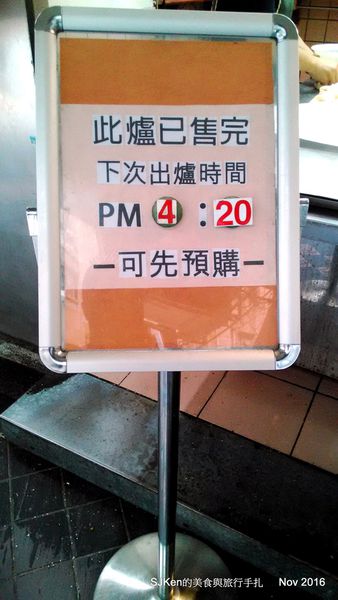 此爐已售完
下次出爐時間
PM 4：20
－可先預購－
S.Ken的美食與旅行手扎 Nov 2016